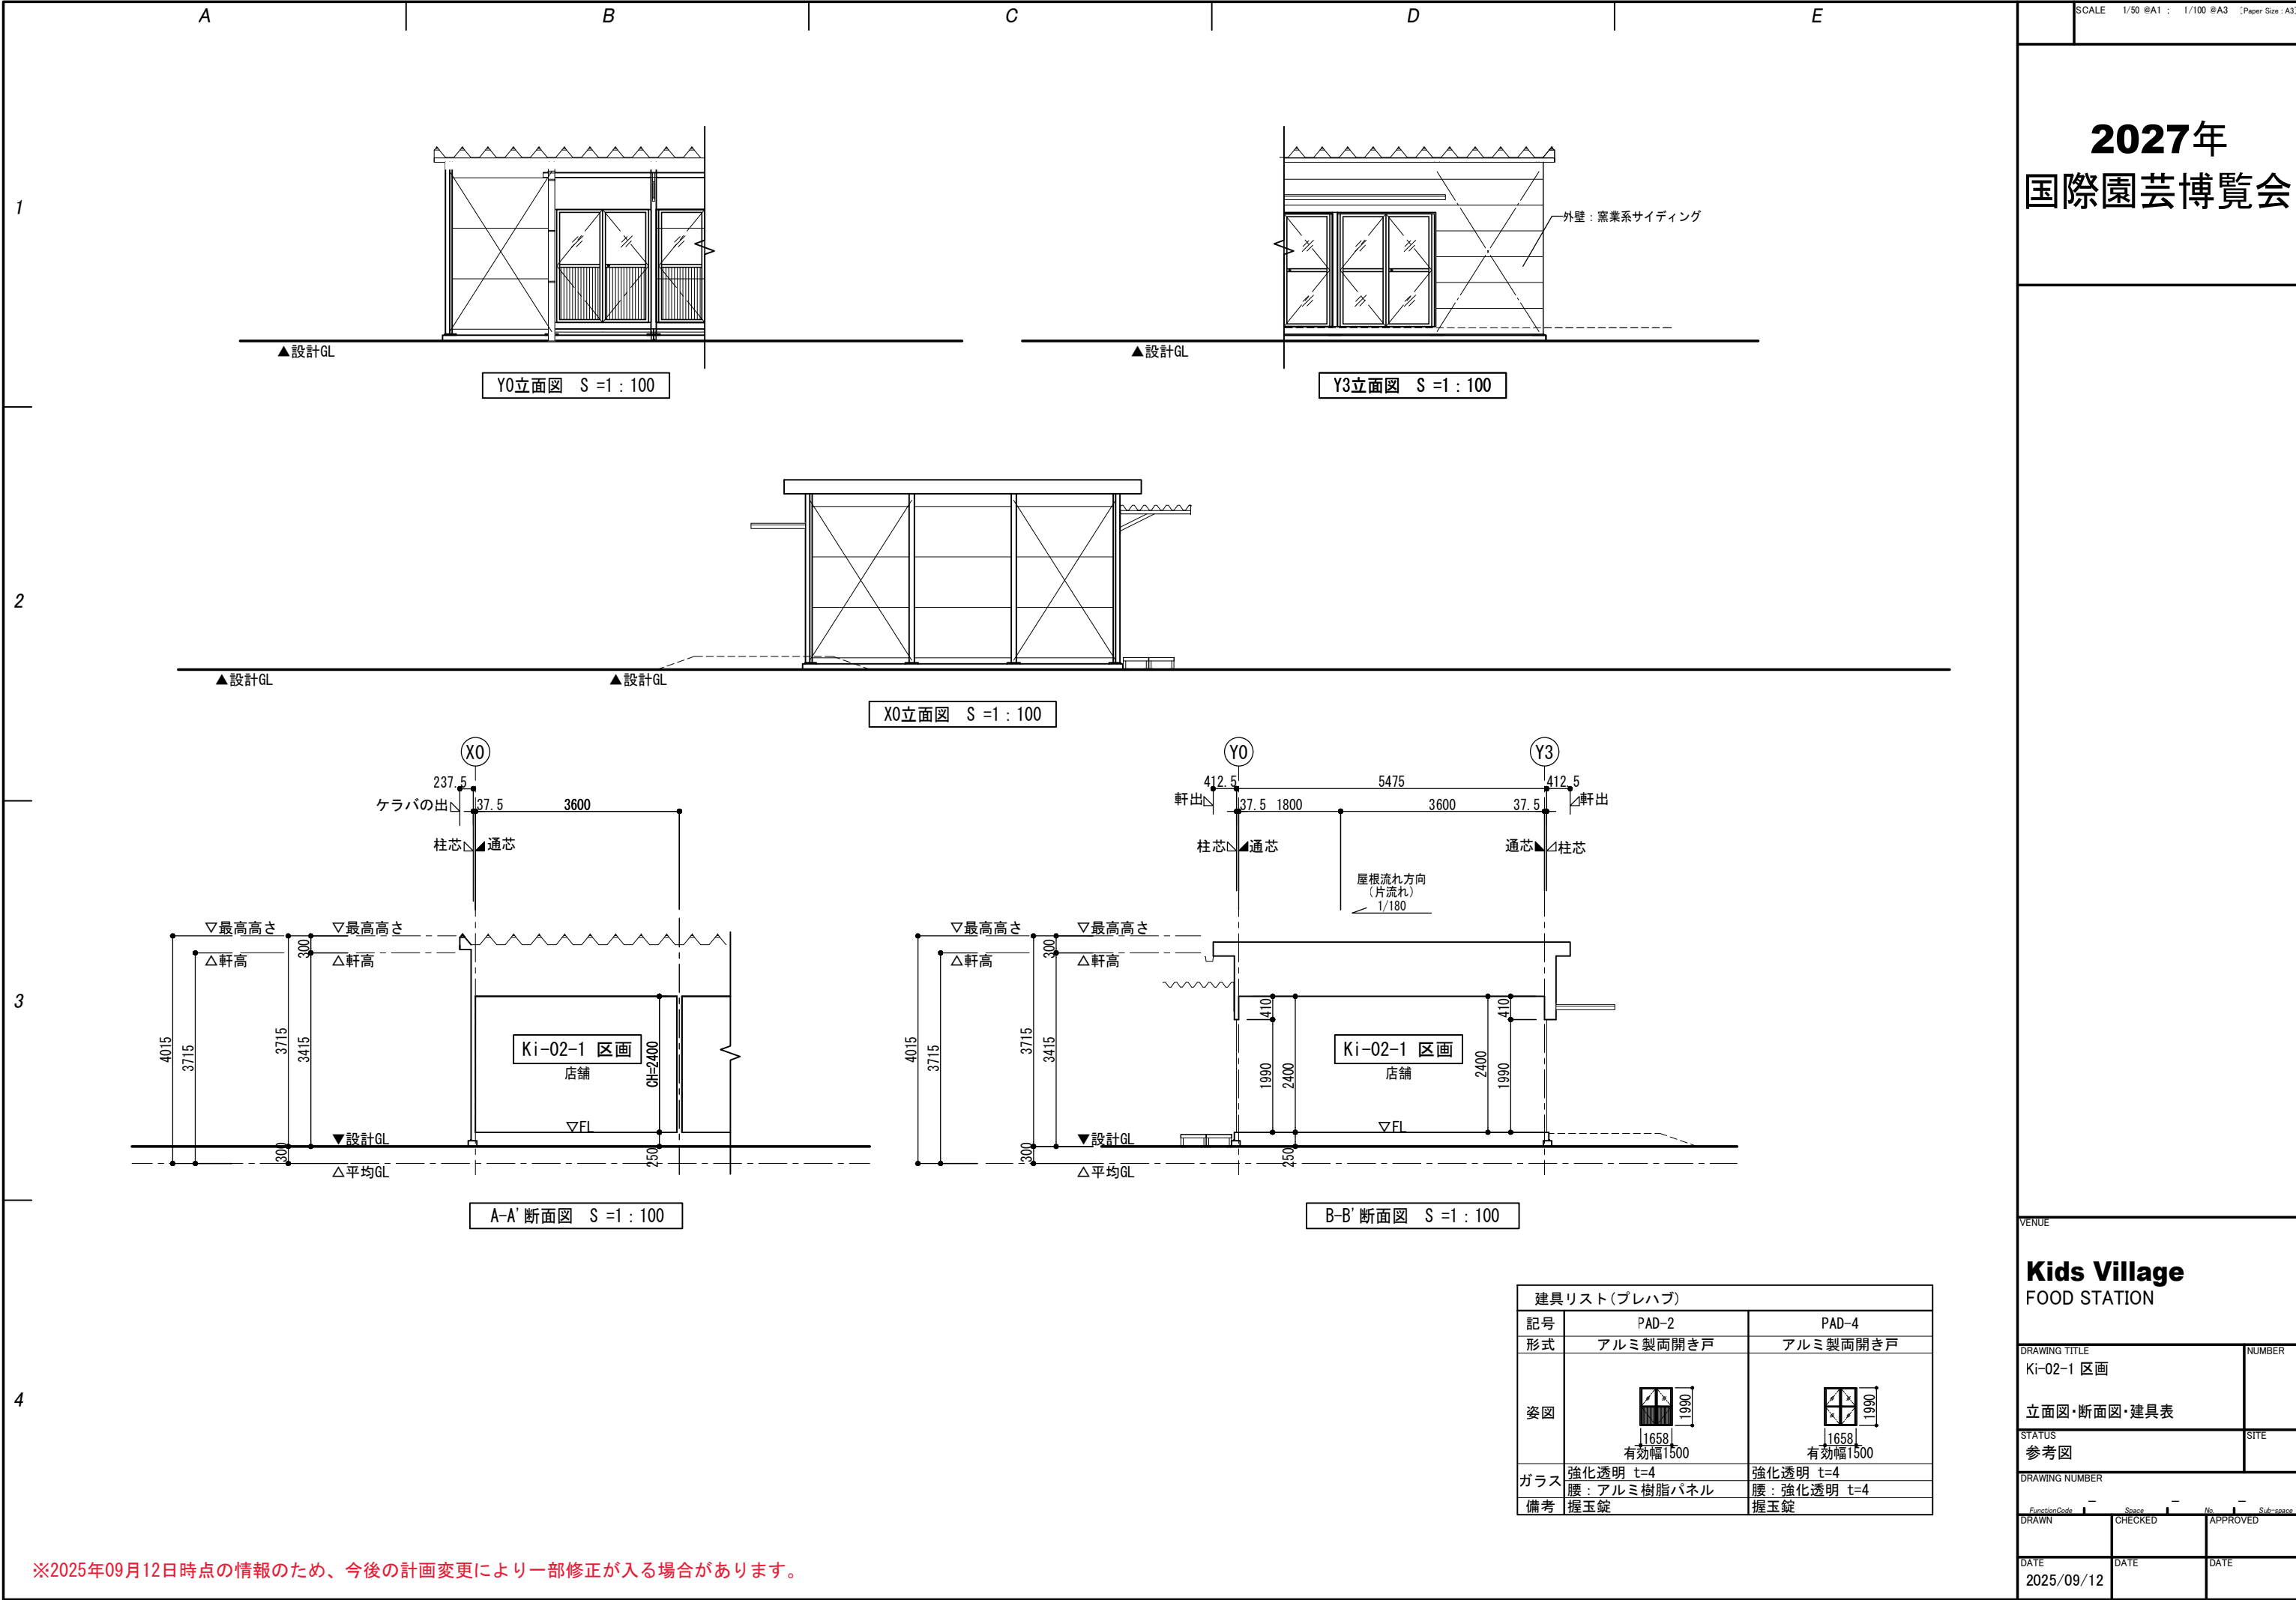 A
B
C
D
E
1
2
3
4
SCALE 1/50 @A1 ; 1/100 @A3 (Paper Size : A3)
2027年
国際園芸博覧会
外壁：窯業系サイディング
▲設計GL
▲設計GL
Y0立面図 S =1：100
Y3立面図 S =1：100
▲設計GL
▲設計GL
X0立面図 S =1：100
X0
237.5
ケラバの出
37.5
3600
柱芯
通芯
▽最高高さ
▽最高高さ
△軒高
△軒高
300
4015
3715
3715
3415
Ki-02-1 区画
店舗
CH=2400
▽FL
▼設計GL
300
250
△平均GL
A-A'断面図 S =1：100
Y0
Y3
412.5
5475
412.5
軒出
37.5
1800
3600
37.5
軒出
柱芯
通芯
通芯
柱芯
屋根流れ方向
（片流れ）
1/180
▽最高高さ
▽最高高さ
△軒高
△軒高
300
4015
3715
3715
3415
410
410
Ki-02-1 区画
店舗
1990
2400
2400
1990
▽FL
▼設計GL
300
250
△平均GL
B-B'断面図 S =1：100
建具リスト(プレハブ)
記号 PAD-2 PAD-4
形式 アルミ製両開き戸 アルミ製両開き戸
姿図
1990
1990
1658
1658
有効幅1500
有効幅1500
ガラス
強化透明 t=4 強化透明 t=4
腰：アルミ樹脂パネル 腰：強化透明 t=4
備考 握玉錠 握玉錠
VENUE
Kids Village
FOOD STATION
DRAWING TITLE
NUMBER
Ki-02-1 区画
立面図・断面図・建具表
STATUS
SITE
参考図
DRAWING NUMBER
– – –
FunctionCode Space No. Sub-space
DRAWN CHECKED APPROVED
DATE DATE DATE
2025/09/12
※2025年09月12日時点の情報のため、今後の計画変更により一部修正が入る場合があります。